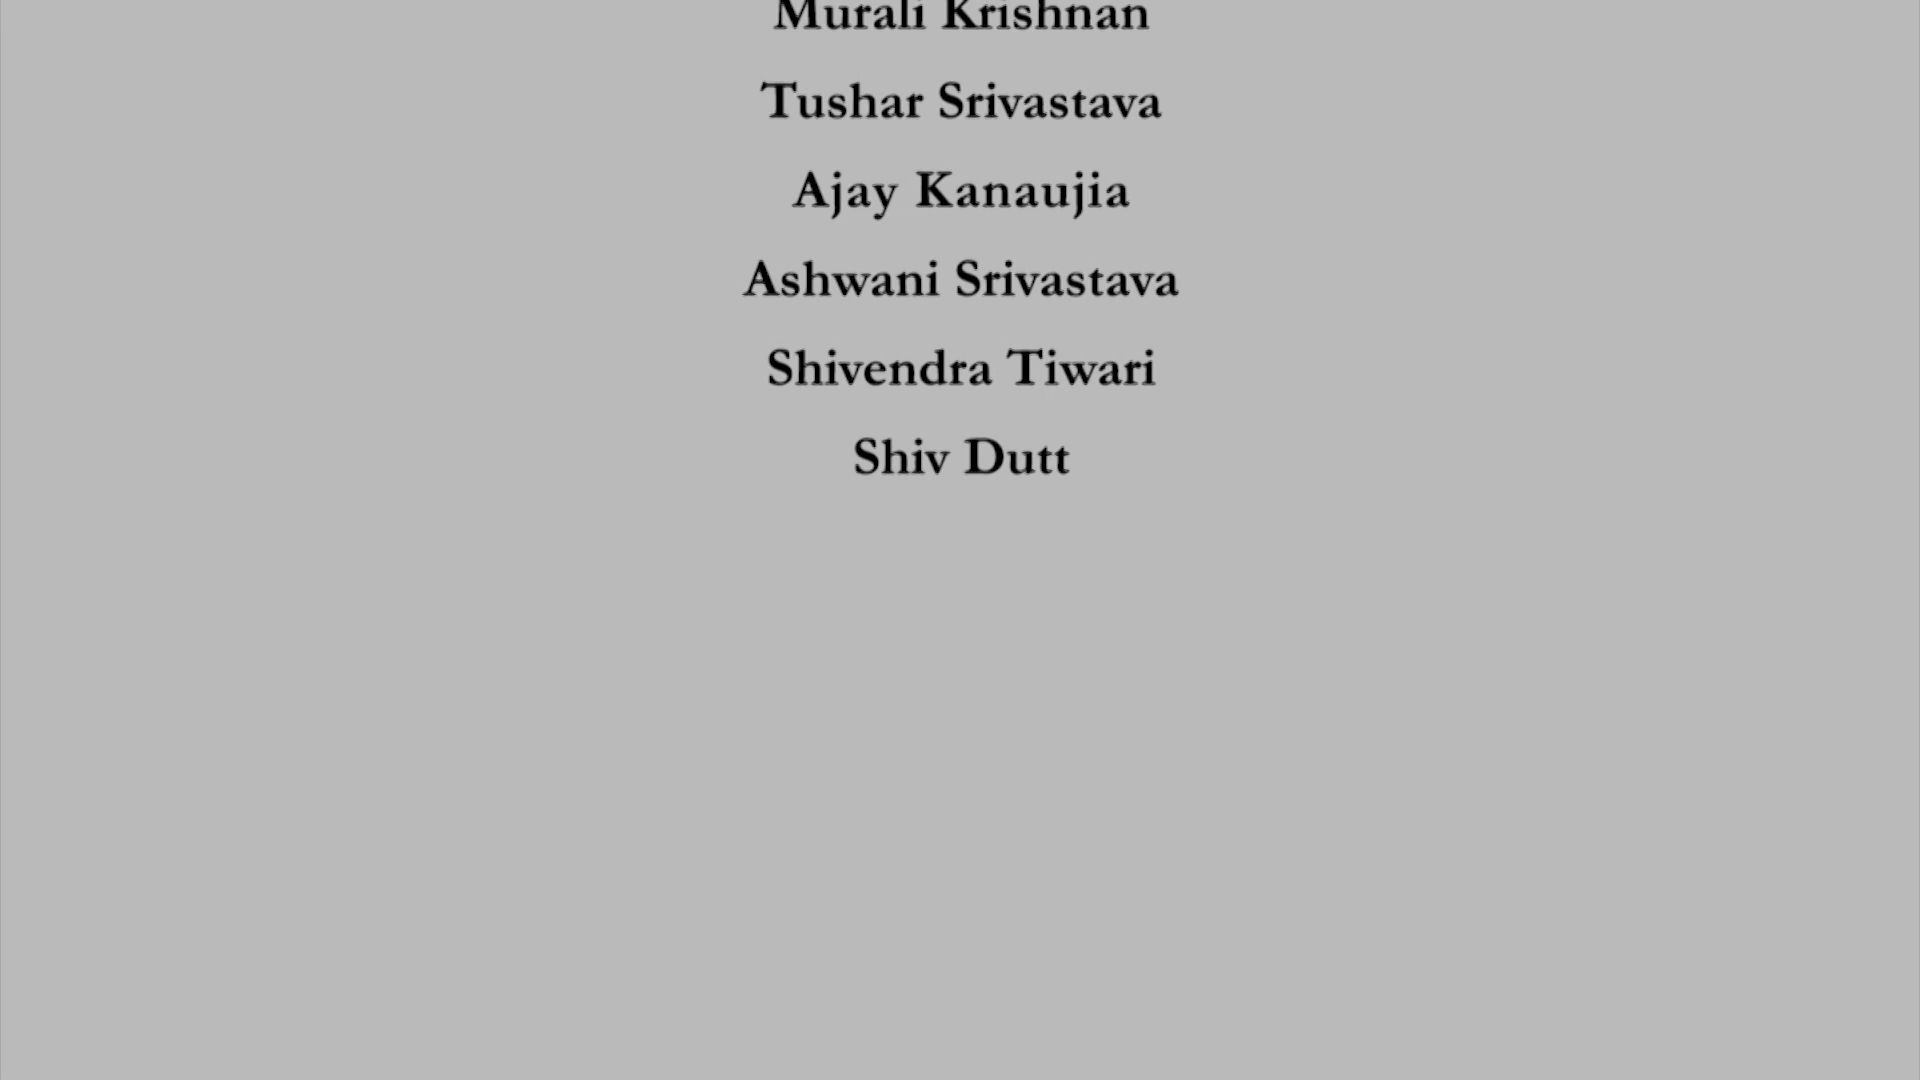 Murali Krishnan
Tushar Srivastava
Ajay Kanaujia
Ashwani Srivastava
Shivendra Tiwari
Shiv Dutt